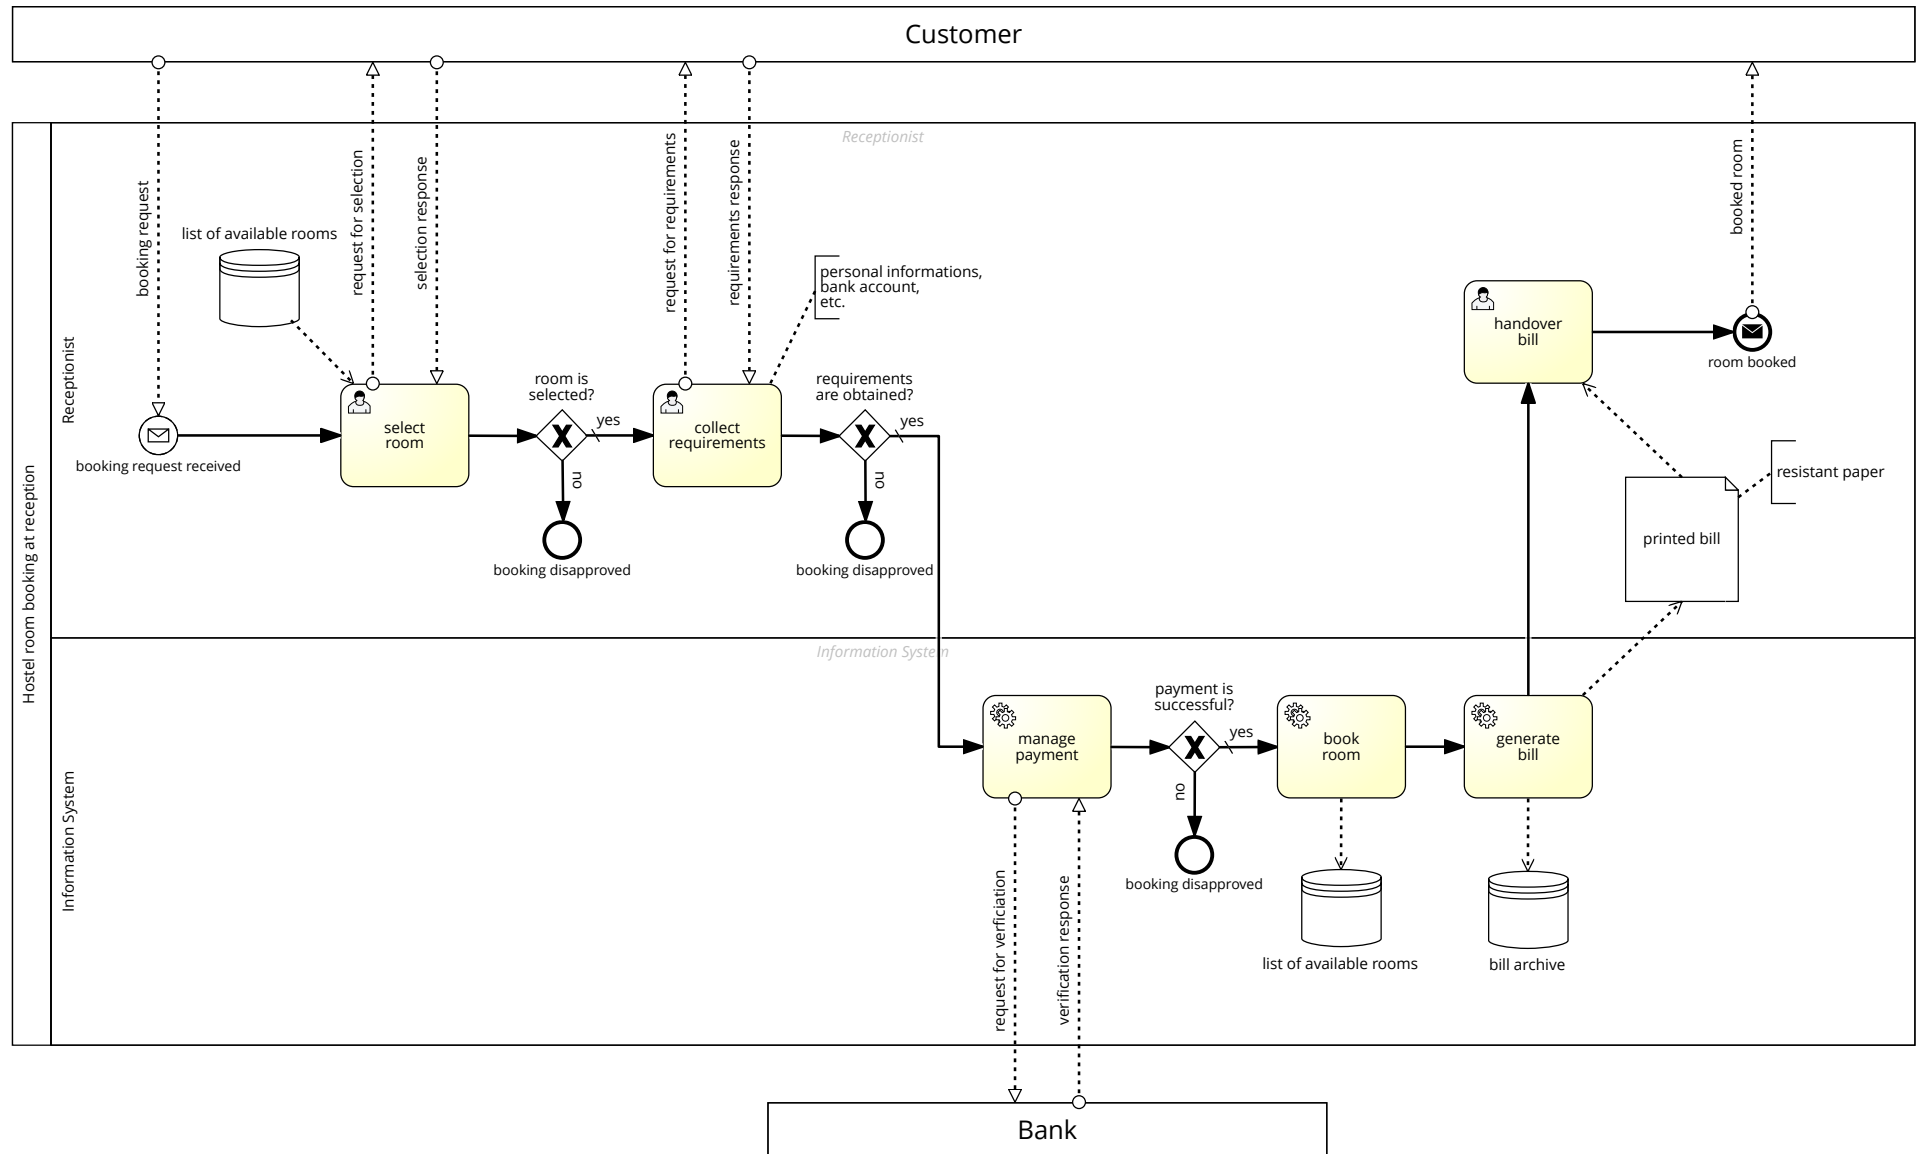 Customer
Receptionist
booking request
request for selection
selection response
request for requirements
requirements response
booked room
list of available rooms
personal informations,
bank account,
etc.
handover
bill
room booked
Receptionist
room is
selected?
requirements
are obtained?
yes
yes
select
room
collect
requirements
booking request received
no
no
resistant paper
printed bill
booking disapproved
booking disapproved
Hostel room booking at reception
Information System
payment is
successful?
yes
manage
payment
book
room
generate
bill
no
Information System
booking disapproved
request for verficiation
verification response
list of available rooms
bill archive
Bank